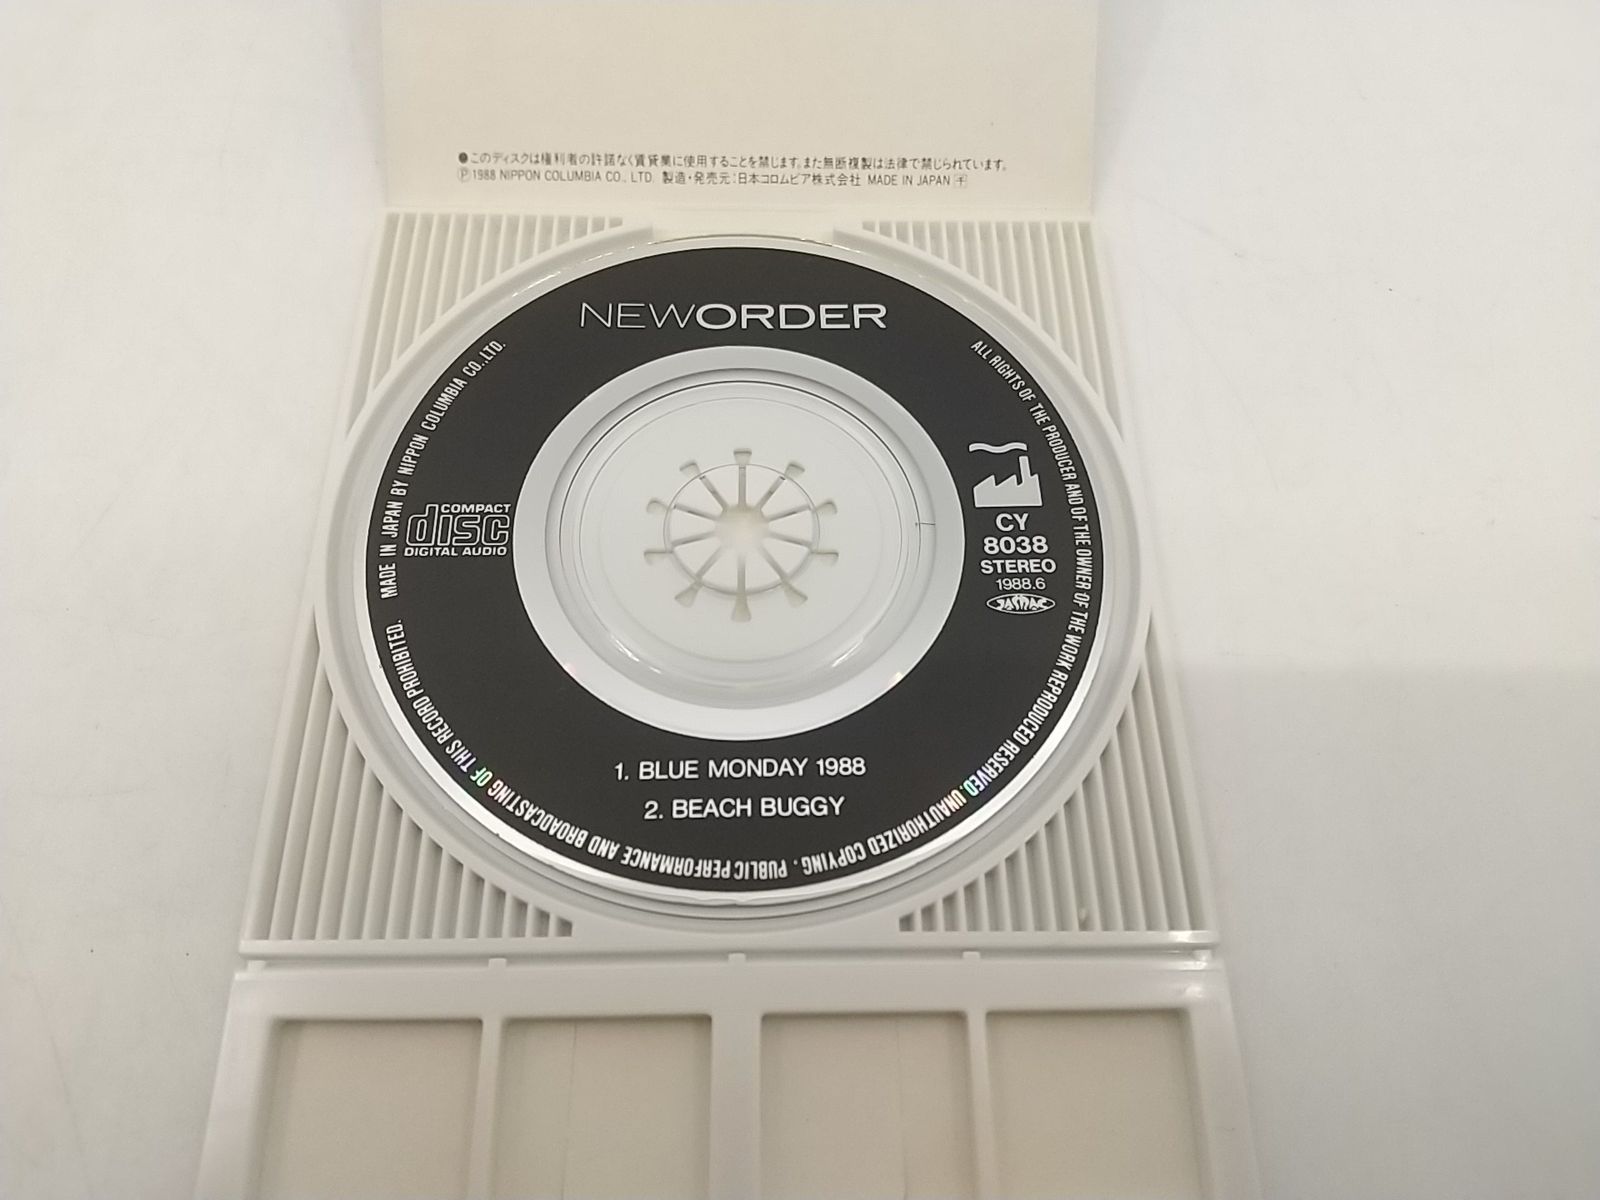 ●このディスクは権利者の許諾なく賃貸業に使用することを禁じます。また無断複製は法律で禁じられています。
Ⓟ1988 NIPPON COLUMBIA CO., LTD. 製造・発売元:日本コロムビア株式会社 MADE IN JAPAN
NEWORDER
MADE IN JAPAN BY NIPPON COLUMBIA CO.,LTD.
ALL RIGHTS OF THE PRODUCER AND OF THE OWNER OF THE WORK REPRODUCED RESERVED. UNAUTHORIZED COPYING . PUBLIC PERFORMANCE AND BROADCASTING OF THIS RECORD PROHIBITED.
COMPACT
disc
DIGITAL AUDIO
CY
8038
STEREO
1988.6
JASRAC
1. BLUE MONDAY 1988
2. BEACH BUGGY